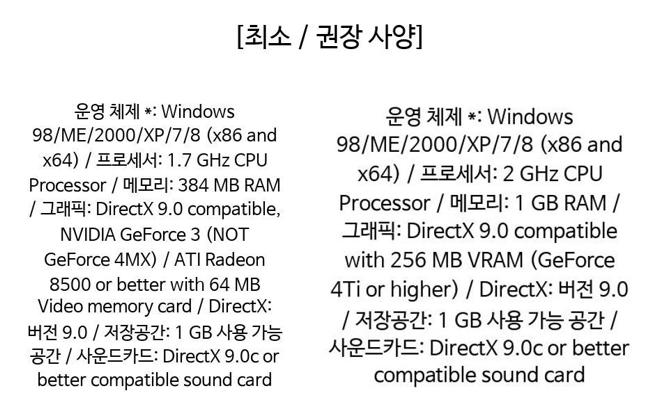 [최소 / 권장 사양]
운영 체제 *: Windows
98/ME/2000/XP/7/8 (x86 and
x64) / 프로세서: 1.7 GHz CPU
Processor / 메모리: 384 MB RAM
/ 그래픽: DirectX 9.0 compatible,
NVIDIA GeForce 3 (NOT
GeForce 4MX) / ATI Radeon
8500 or better with 64 MB
Video memory card / DirectX:
버전 9.0 / 저장공간: 1 GB 사용 가능
공간 / 사운드카드: DirectX 9.0c or
better compatible sound card
운영 체제 *: Windows
98/ME/2000/XP/7/8 (x86 and
x64) / 프로세서: 2 GHz CPU
Processor / 메모리: 1 GB RAM /
그래픽: DirectX 9.0 compatible
with 256 MB VRAM (GeForce
4Ti or higher) / DirectX: 버전 9.0
/ 저장공간: 1 GB 사용 가능 공간 /
사운드카드: DirectX 9.0c or better
compatible sound card